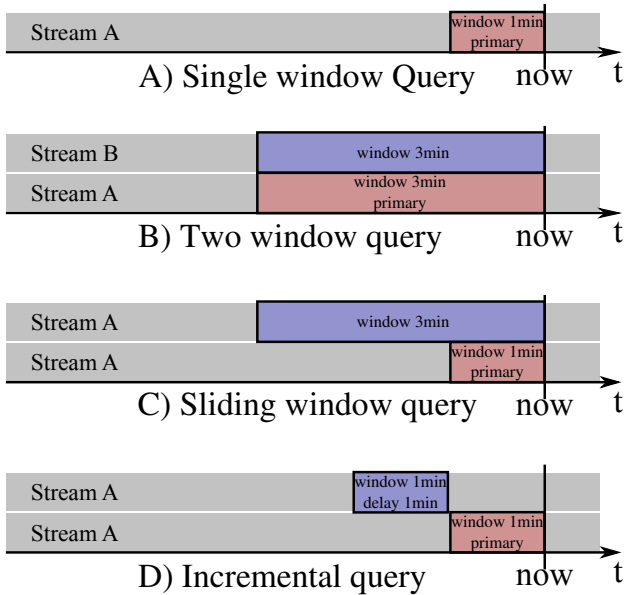 Stream A
window 1min
primary
A) Single window Query
now
t
Stream B
window 3min
Stream A
window 3min
primary
B) Two window query
now
t
Stream A
window 3min
Stream A
window 1min
primary
C) Sliding window query
now
t
Stream A
window 1min
delay 1min
Stream A
window 1min
primary
D) Incremental query
now
t